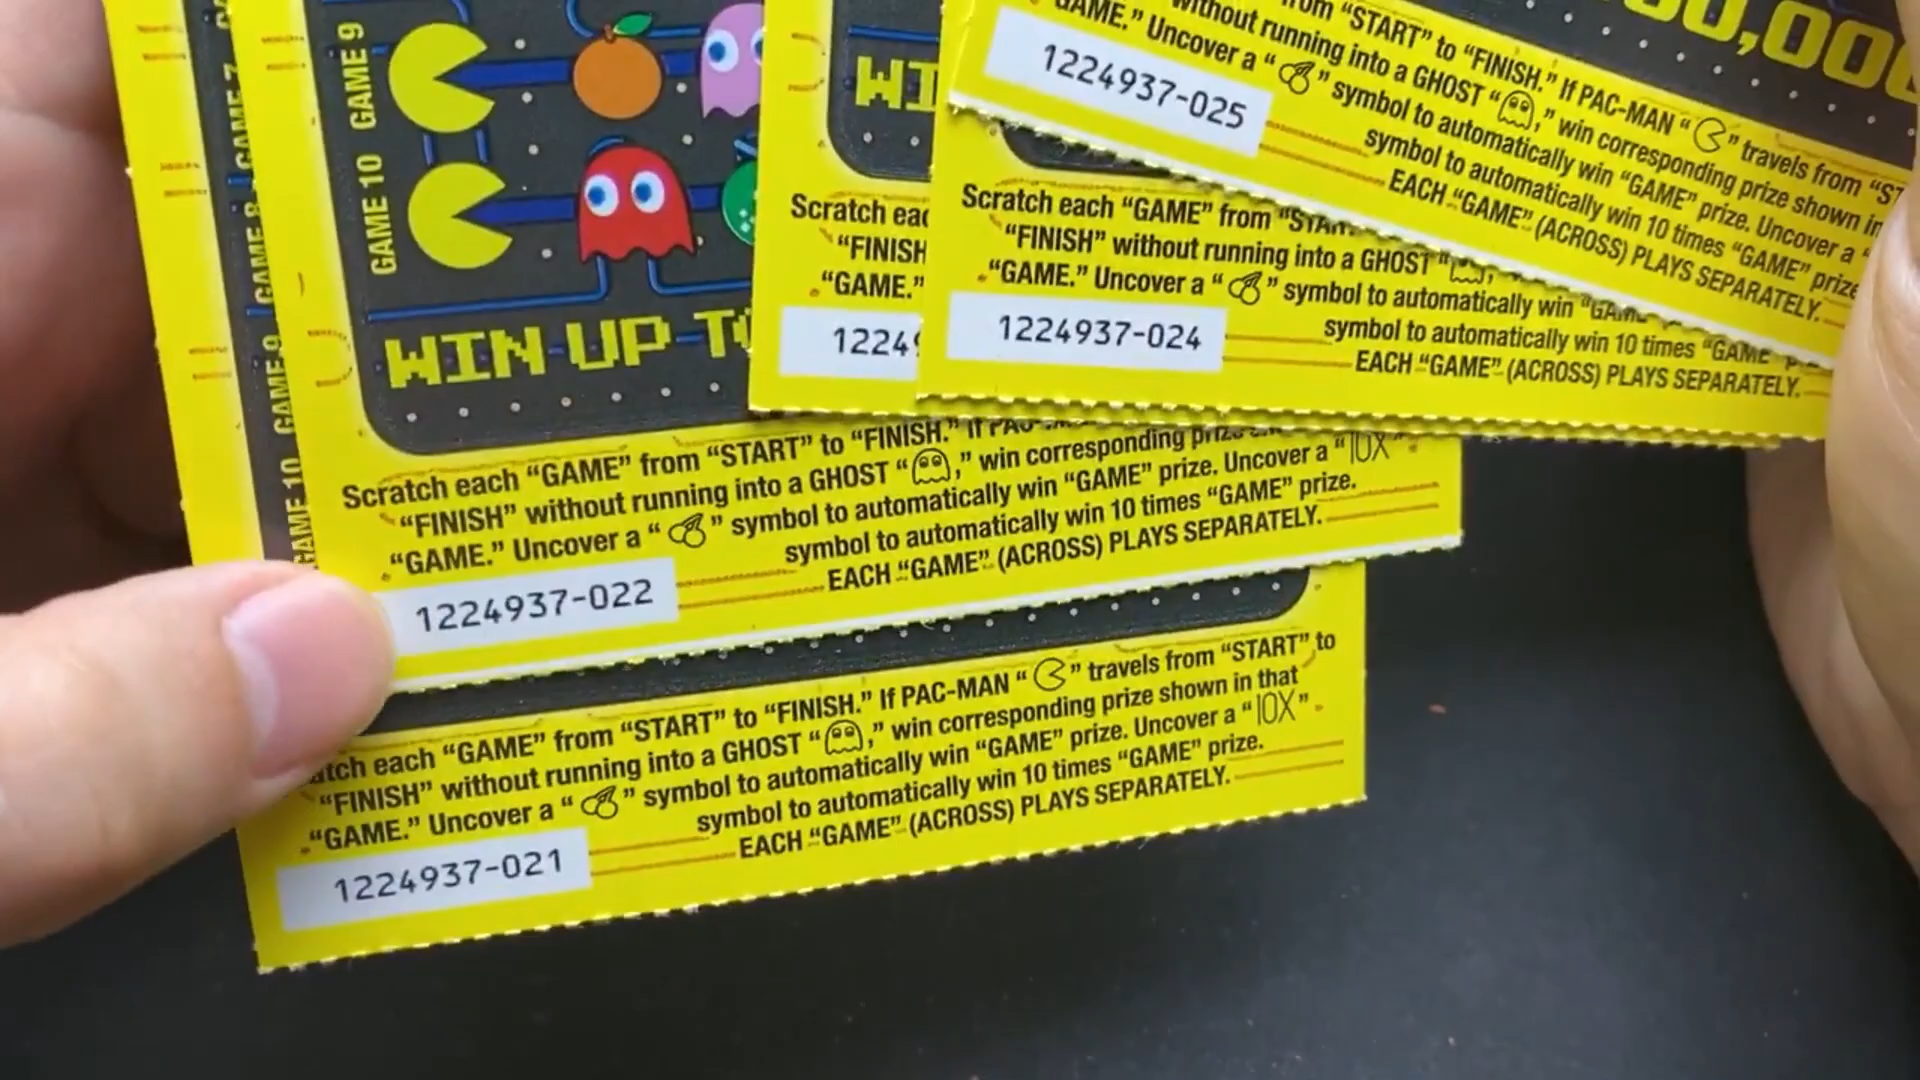 GAME 9
GAME 10
WIN UP TO
Scratch each “GAME” from “START” to “FINISH.” If
“FINISH” without running into a GHOST “ ,” win corresponding
“GAME.” Uncover a “ ” symbol to automatically win “GAME” prize. Uncover a “10X”
symbol to automatically win 10 times “GAME” prize.
EACH “GAME” (ACROSS) PLAYS SEPARATELY.
1224937-022
each “GAME” from “START” to “FINISH.” If PAC-MAN “ ” travels from “START” to
“FINISH” without running into a GHOST “ ,” win corresponding prize shown in that
“GAME.” Uncover a “ ” symbol to automatically win “GAME” prize. Uncover a “10X”
symbol to automatically win 10 times “GAME” prize.
EACH “GAME” (ACROSS) PLAYS SEPARATELY.
1224937-021
GAME 8
GAME 9
GAME 10
Scratch
“FINISH
“GAME.”
Scratch each “GAME” from
“FINISH” without running into a GHOST “
“GAME.” Uncover a “ ” symbol to automatically win
symbol to automatically win 10 times “GAME
EACH “GAME” (ACROSS) PLAYS SEPARATELY.
1224937-024
from “START” to “FINISH.” If PAC-MAN “ ” travels from
without running into a GHOST “ ,” win corresponding prize shown in
“GAME.” Uncover a “ ” symbol to automatically win “GAME” prize. Uncover a “
symbol to automatically win 10 times “GAME” prize
EACH “GAME” (ACROSS) PLAYS SEPARATELY.
1224937-025